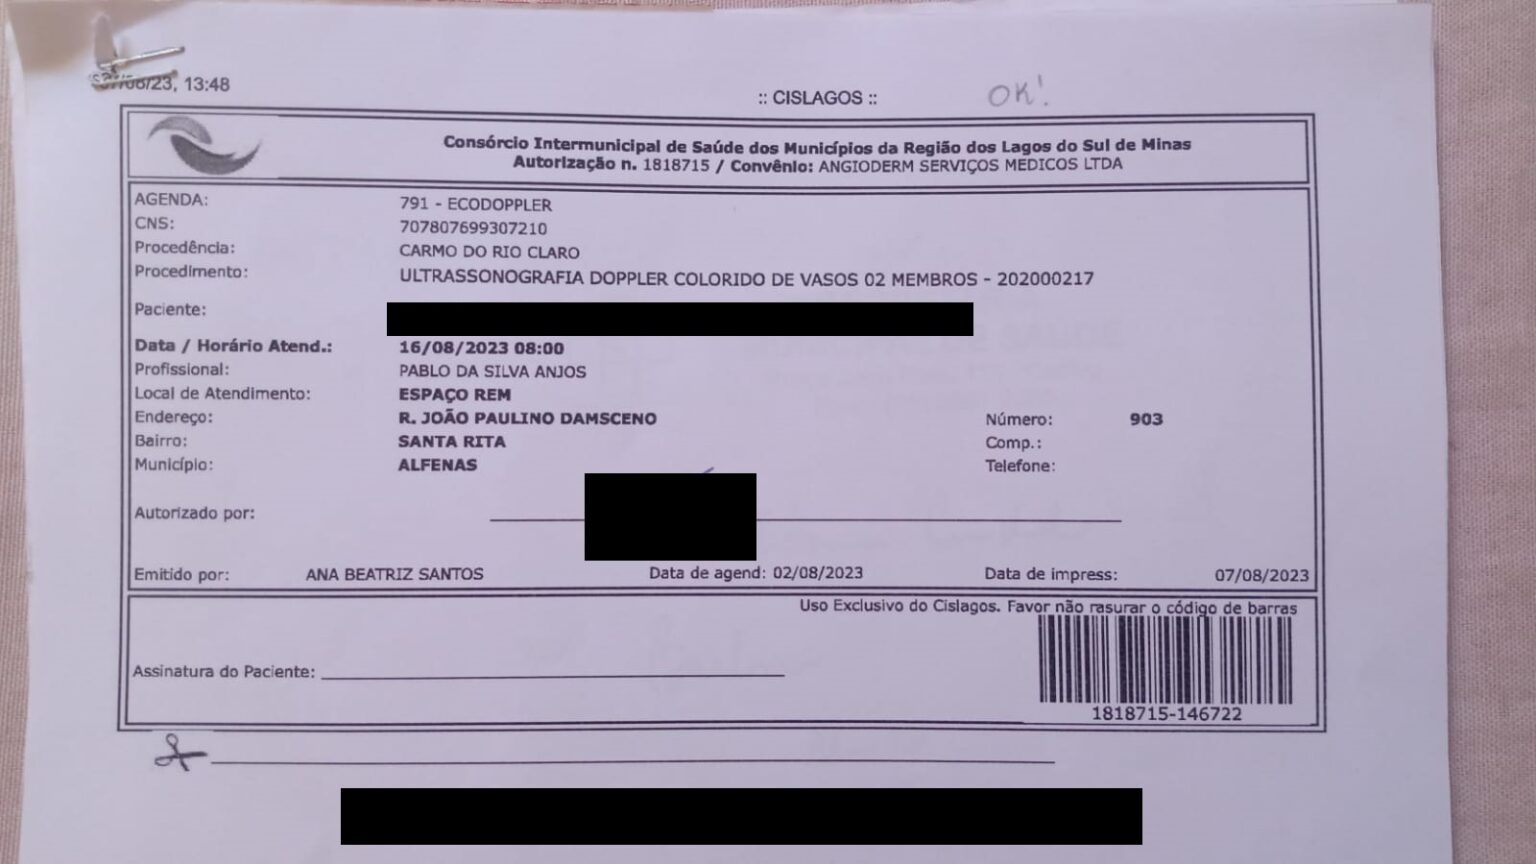 07/08/23, 13:48
:: CISLAGOS ::
OK!
Consórcio Intermunicipal de Saúde dos Municípios da Região dos Lagos do Sul de Minas
Autorização n. 1818715 / Convênio: ANGIODERM SERVIÇOS MEDICOS LTDA
AGENDA: 791 - ECODOPPLER
CNS: 707807699307210
Procedência: CARMO DO RIO CLARO
Procedimento: ULTRASSONOGRAFIA DOPPLER COLORIDO DE VASOS 02 MEMBROS - 202000217
Paciente:
Data / Horário Atend.: 16/08/2023 08:00
Profissional: PABLO DA SILVA ANJOS
Local de Atendimento: ESPAÇO REM
Endereço: R. JOÃO PAULINO DAMSCENO Número: 903
Bairro: SANTA RITA Comp.:
Município: ALFENAS Telefone:
Autorizado por:
Emitido por: ANA BEATRIZ SANTOS Data de agend: 02/08/2023 Data de impress: 07/08/2023
Uso Exclusivo do Cislagos. Favor não rasurar o código de barras
Assinatura do Paciente:
1818715-146722